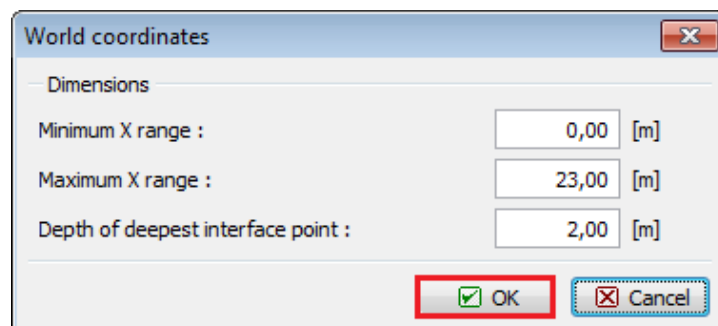 World coordinates
Dimensions
Minimum X range : 0,00 [m]
Maximum X range : 23,00 [m]
Depth of deepest interface point : 2,00 [m]
OK Cancel